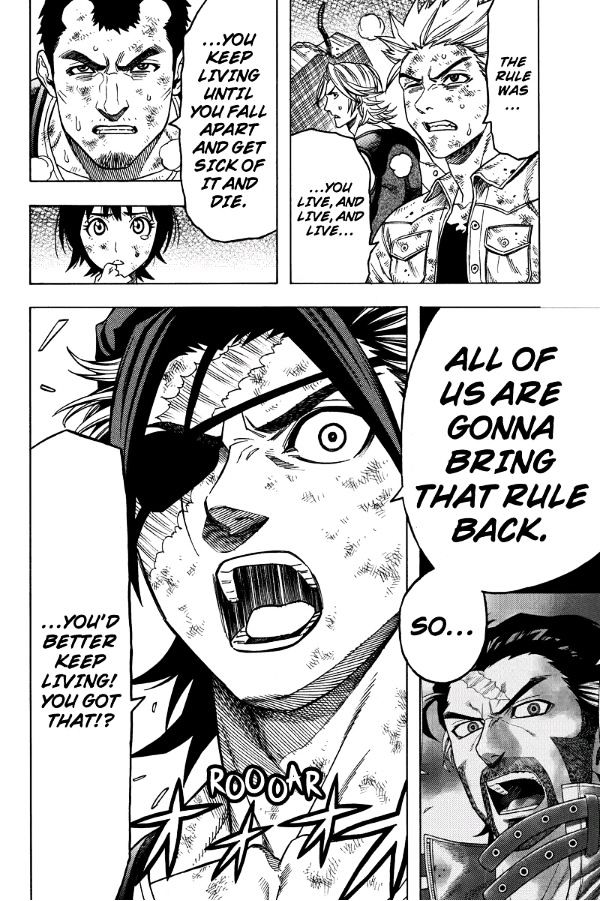 THE
RULE
WAS
...
...YOU
LIVE, AND
LIVE, AND
LIVE...
...YOU
KEEP
LIVING
UNTIL
YOU FALL
APART
AND GET
SICK OF
IT AND
DIE.
ALL OF
US ARE
GONNA
BRING
THAT RULE
BACK.
SO...
...YOU'D
BETTER
KEEP
LIVING!
YOU GOT
THAT!?
ROOOAR